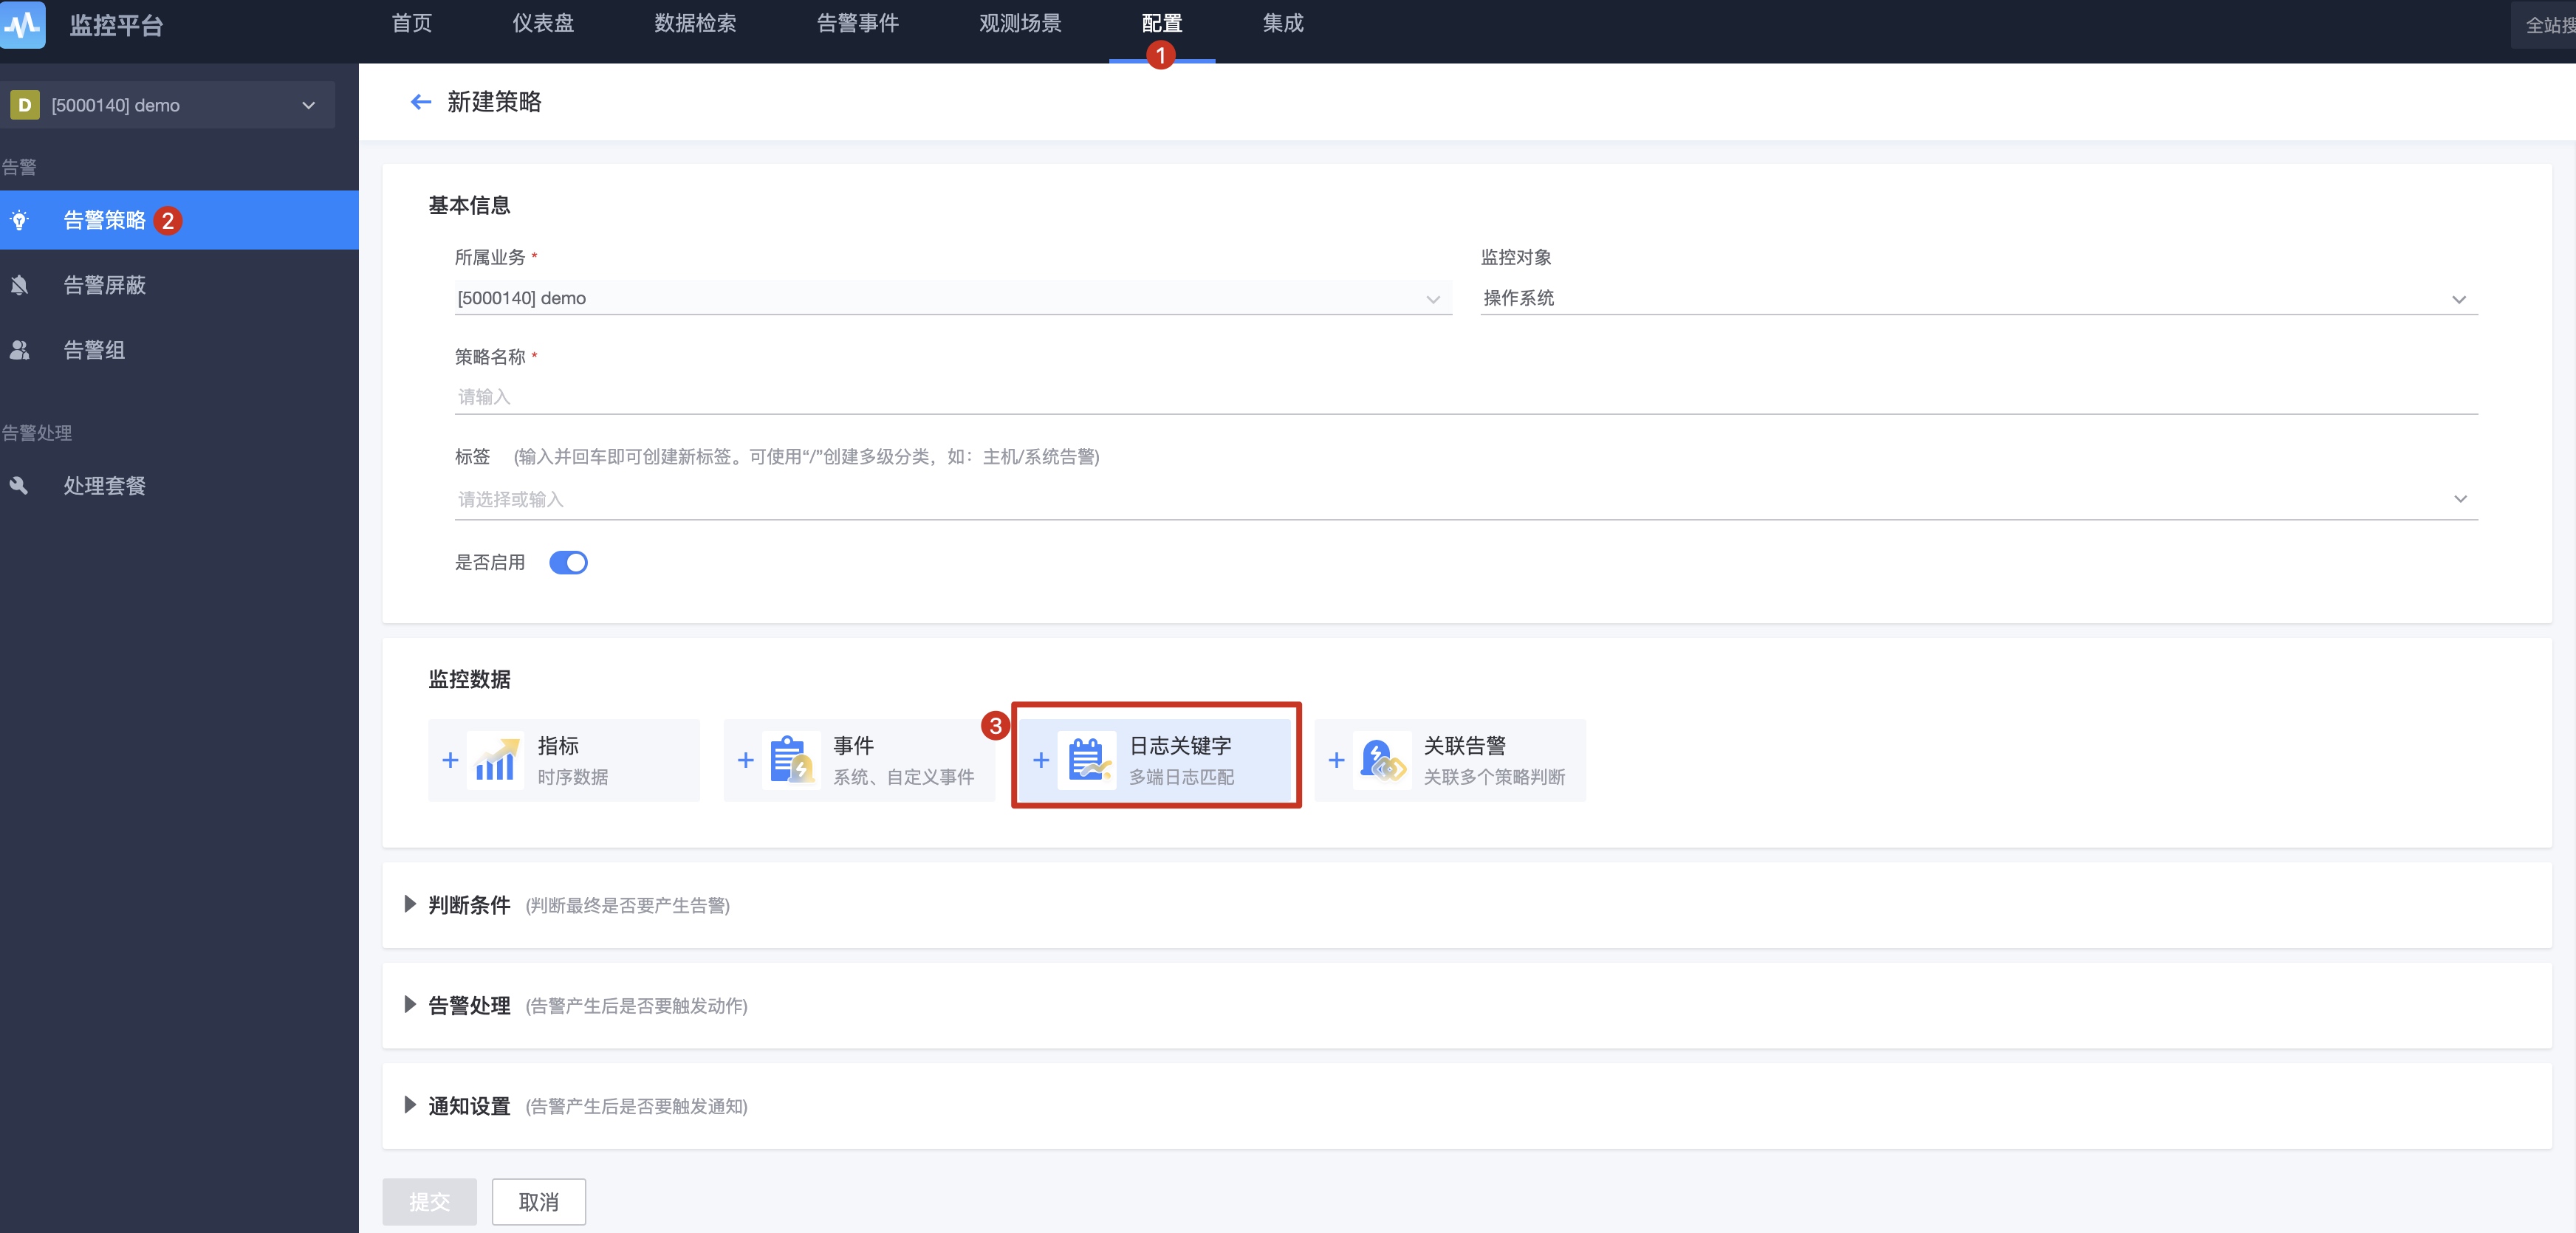 监控平台
首页
仪表盘
数据检索
告警事件
观测场景
配置
集成
全站搜
1
D [5000140] demo
新建策略
告警
告警策略 2
告警屏蔽
告警组
告警处理
处理套餐
基本信息
所属业务 *
监控对象
[5000140] demo
操作系统
策略名称 *
请输入
标签 (输入并回车即可创建新标签。可使用“/”创建多级分类，如：主机/系统告警)
请选择或输入
是否启用
监控数据
+ 指标
时序数据
+ 事件
系统、自定义事件
3
+ 日志关键字
多端日志匹配
+ 关联告警
关联多个策略判断
判断条件 (判断最终是否要产生告警)
告警处理 (告警产生后是否要触发动作)
通知设置 (告警产生后是否要触发通知)
提交
取消